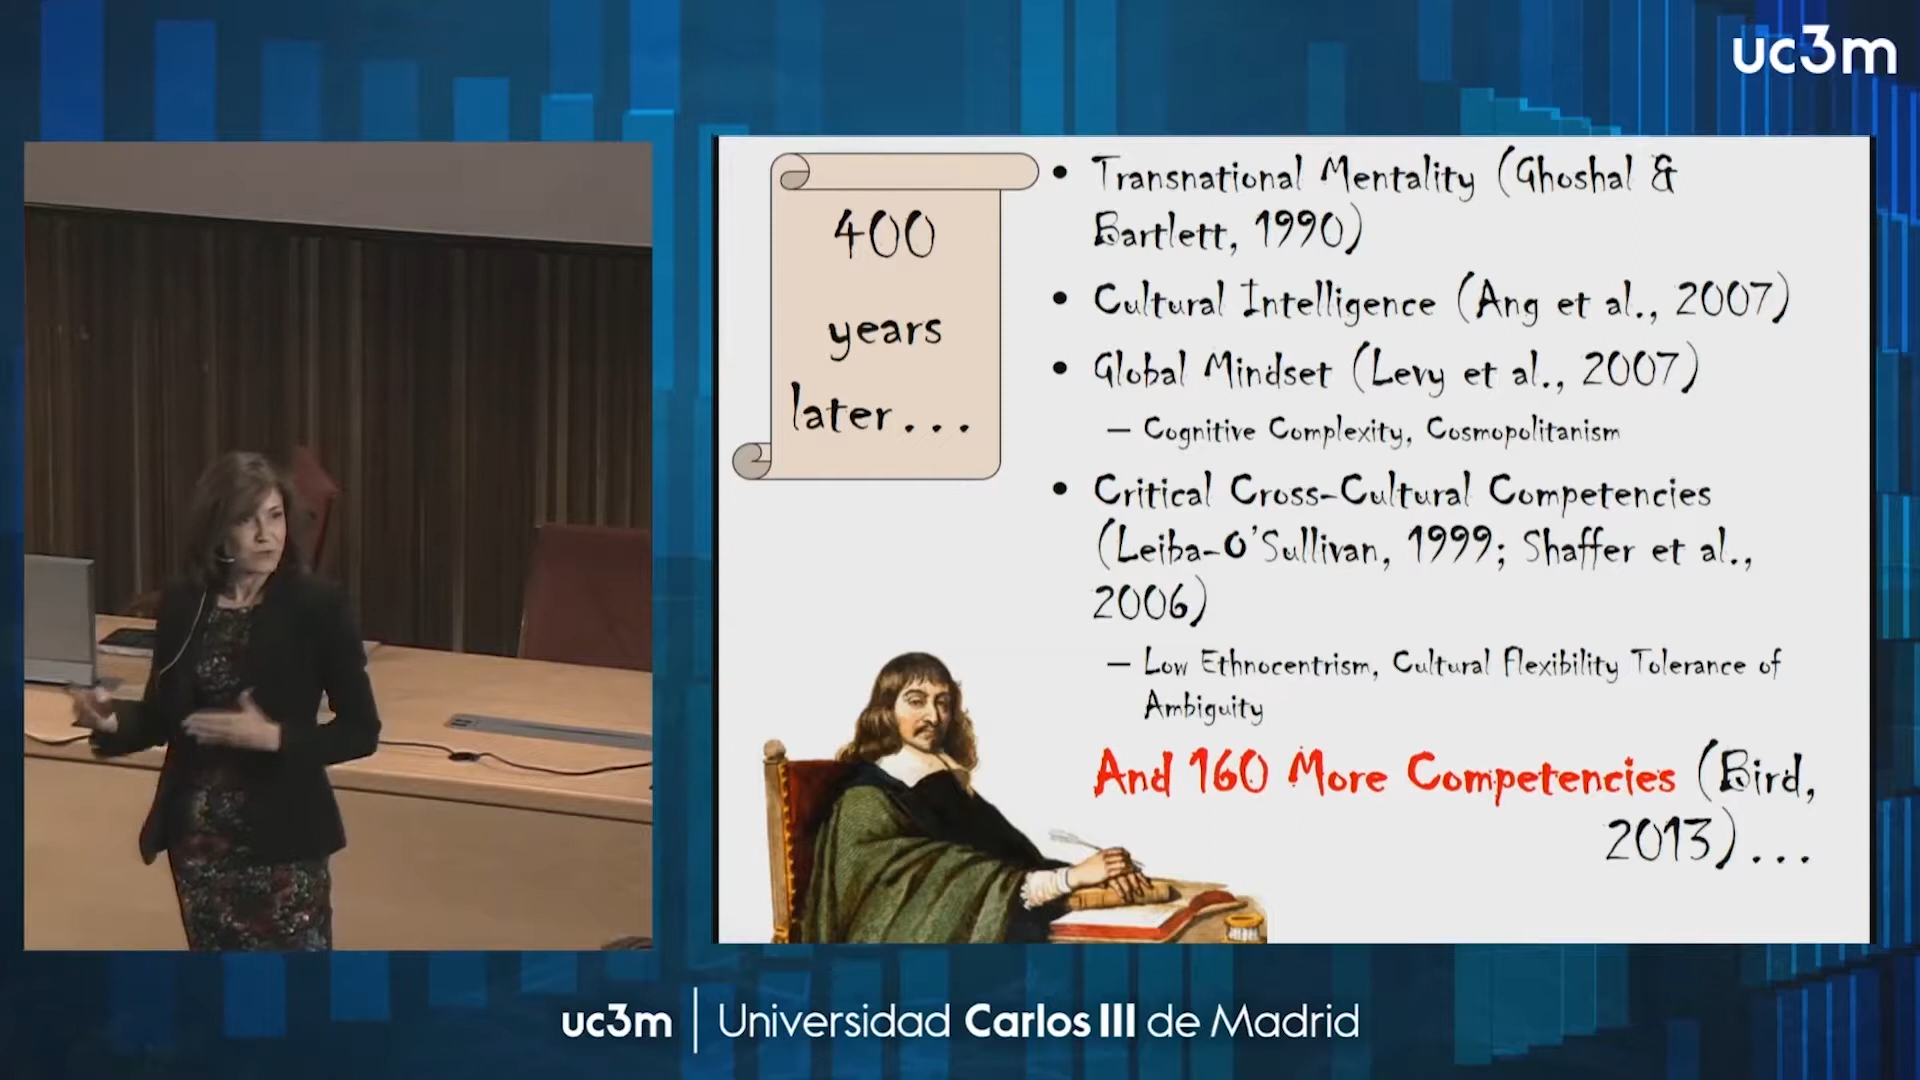 uc3m
400
years
later...
• Transnational Mentality (Ghoshal &
Bartlett, 1990)
• Cultural Intelligence (Ang et al., 2007)
• Global Mindset (Levy et al., 2007)
– Cognitive Complexity, Cosmopolitanism
• Critical Cross-Cultural Competencies
(Leiba-O'Sullivan, 1999; Shaffer et al.,
2006)
– Low Ethnocentrism, Cultural Flexibility Tolerance of
Ambiguity
And 160 More Competencies (Bird,
2013)...
uc3m | Universidad Carlos III de Madrid